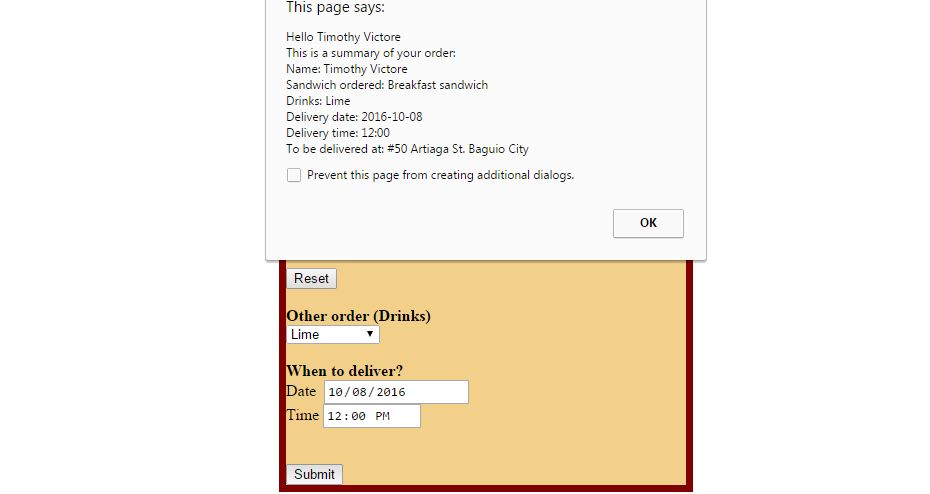 This page says:
Hello Timothy Victore
This is a summary of your order:
Name: Timothy Victore
Sandwich ordered: Breakfast sandwich
Drinks: Lime
Delivery date: 2016-10-08
Delivery time: 12:00
To be delivered at: #50 Artiaga St. Baguio City
Prevent this page from creating additional dialogs.
OK
Reset
Other order (Drinks)
Lime
When to deliver?
Date 10/08/2016
Time 12:00 PM
Submit